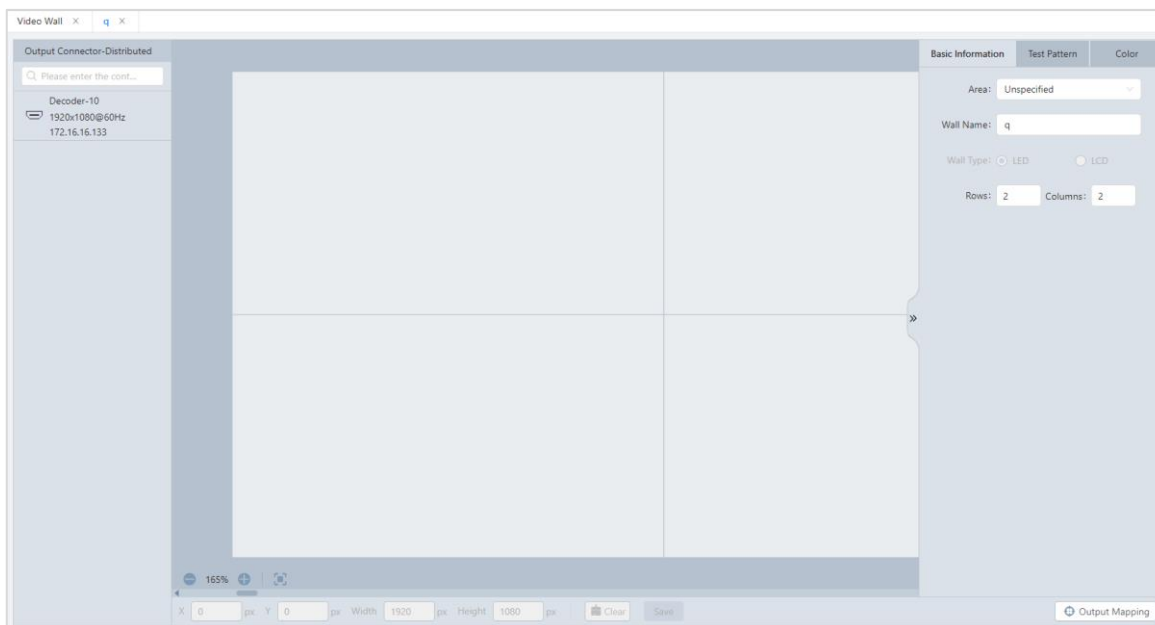 Video Wall × q ×
Output Connector-Distributed
Please enter the cont...
Decoder-10
1920x1080@60Hz
172.16.16.133
Basic Information Test Pattern Color
Area: Unspecified
Wall Name: q
Wall Type: LED LCD
Rows: 2 Columns: 2
165%
X 0 px Y 0 px Width 1920 px Height 1080 px Clear Save
Output Mapping